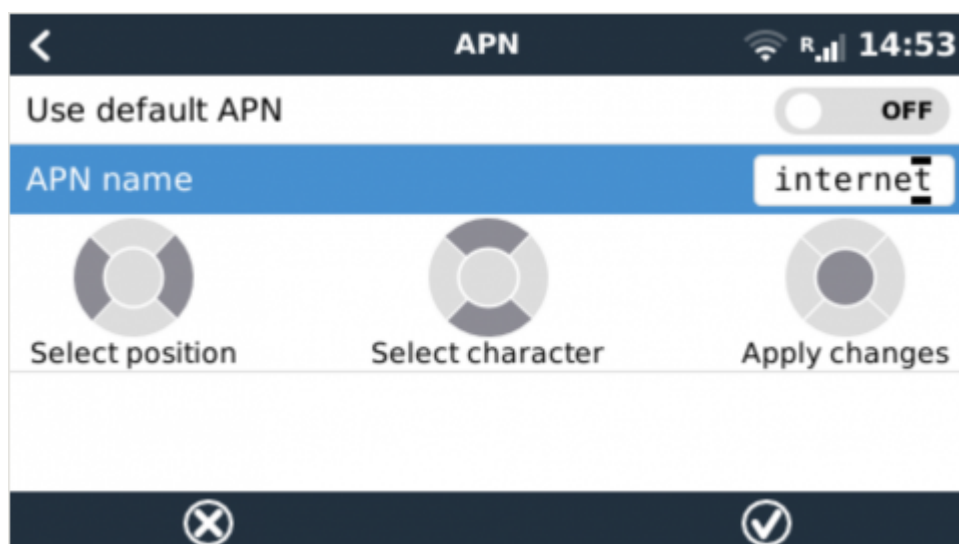 APN R 14:53
Use default APN OFF
APN name internet
Select position Select character Apply changes